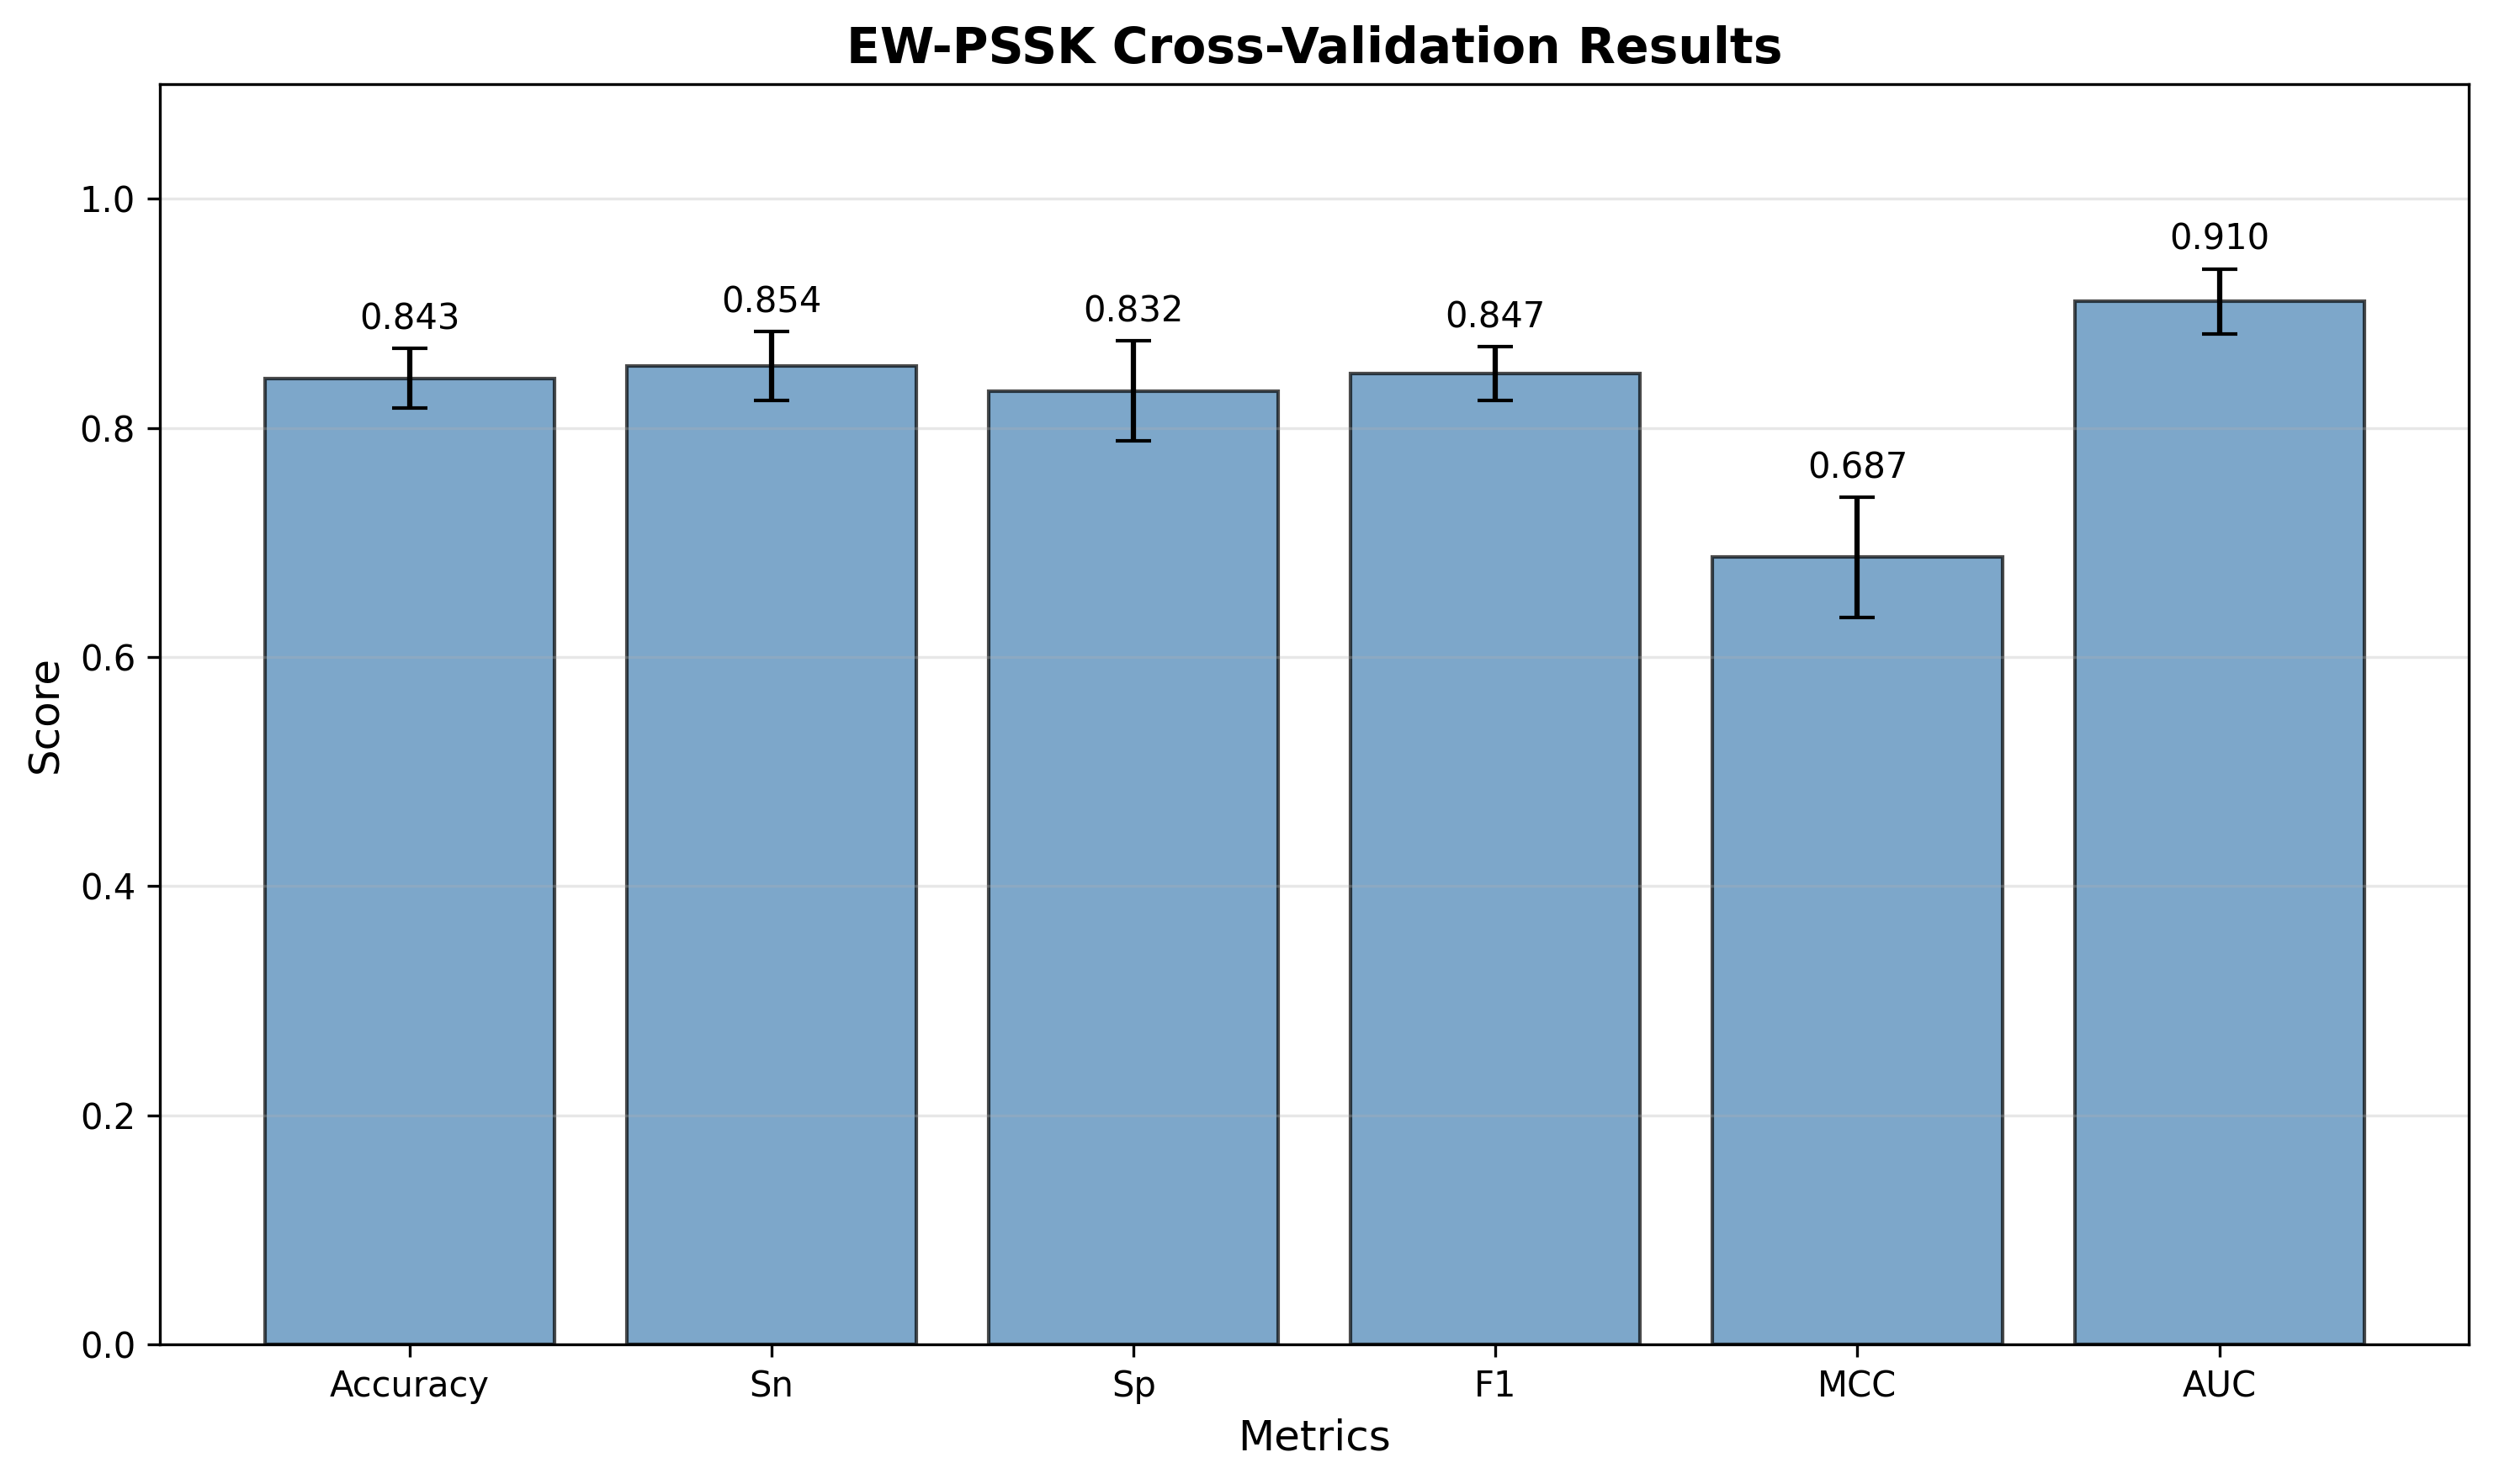 EW-PSSK Cross-Validation Results
Score
1.0
0.8
0.6
0.4
0.2
0.0
0.843
0.854
0.832
0.847
0.687
0.910
Accuracy
Sn
Sp
F1
MCC
AUC
Metrics